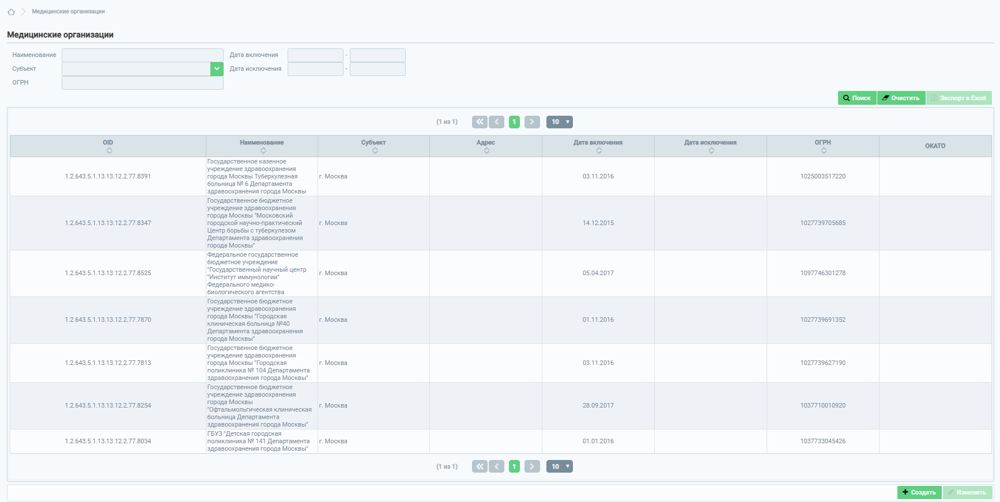 Медицинские организации
Медицинские организации
Наименование
Дата включения
-
Субъект
Дата исключения
-
ОГРН
Поиск
Очистить
Экспорт в Excel
(1 из 1)
1
10
OID
Наименование
Субъект
Адрес
Дата включения
Дата исключения
ОГРН
ОКАТО
1.2.643.5.1.13.13.12.2.77.8391
Государственное казенное
учреждение здравоохранения
города Москвы Туберкулезная
больница № 6 Департамента
здравоохранения города Москвы
г. Москва
03.11.2016
1025003517220
1.2.643.5.1.13.13.12.2.77.8347
Государственное бюджетное
учреждение здравоохранения
города Москвы "Московский
городской научно-практический
Центр борьбы с туберкулезом
Департамента здравоохранения
города Москвы"
г. Москва
14.12.2015
1027739705685
1.2.643.5.1.13.13.12.2.77.8525
Федеральное государственное
бюджетное учреждение
"Государственный научный центр
"Институт иммунологии"
Федерального медико-
биологического агентства
г. Москва
05.04.2017
1097746301278
1.2.643.5.1.13.13.12.2.77.7870
Государственное бюджетное
учреждение здравоохранения
города Москвы "Городская
клиническая больница №40
Департамента здравоохранения
города Москвы"
г. Москва
01.11.2016
1027739691352
1.2.643.5.1.13.13.12.2.77.7813
Государственное бюджетное
учреждение здравоохранения
города Москвы "Городская
поликлиника № 104 Департамента
здравоохранения города Москвы"
г. Москва
03.11.2016
1027739627190
1.2.643.5.1.13.13.12.2.77.8254
Государственное бюджетное
учреждение здравоохранения
города Москвы
"Офтальмольгическая клиническая
больница Департамента
здравоохранения города Москвы"
г. Москва
28.09.2017
1037710010920
1.2.643.5.1.13.13.12.2.77.8034
ГБУЗ "Детская городская
поликлиника № 141 Департамента
здравоохранения города Москвы"
г. Москва
01.01.2016
1037733045426
(1 из 1)
1
10
Создать
Изменить